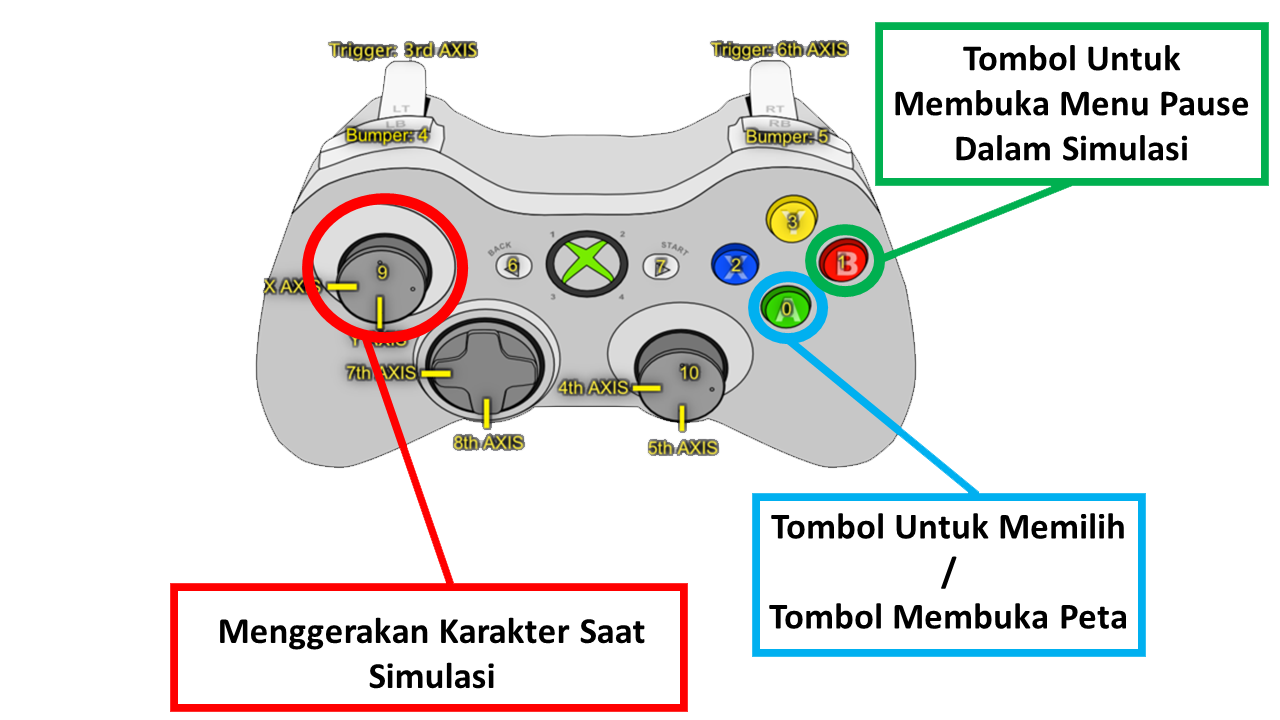 Trigger: 3rd AXIS
Trigger: 6th AXIS
Tombol Untuk
Membuka Menu Pause
Dalam Simulasi
LT
RT
LB
RB
Bumper: 4
Bumper: 5
Y
3
BACK
START
1
2
3
4
6
7
X
2
B
1
A
0
9
X AXIS
Y AXIS
7th AXIS
8th AXIS
10
4th AXIS
5th AXIS
Tombol Untuk Memilih
/
Tombol Membuka Peta
Menggerakan Karakter Saat
Simulasi